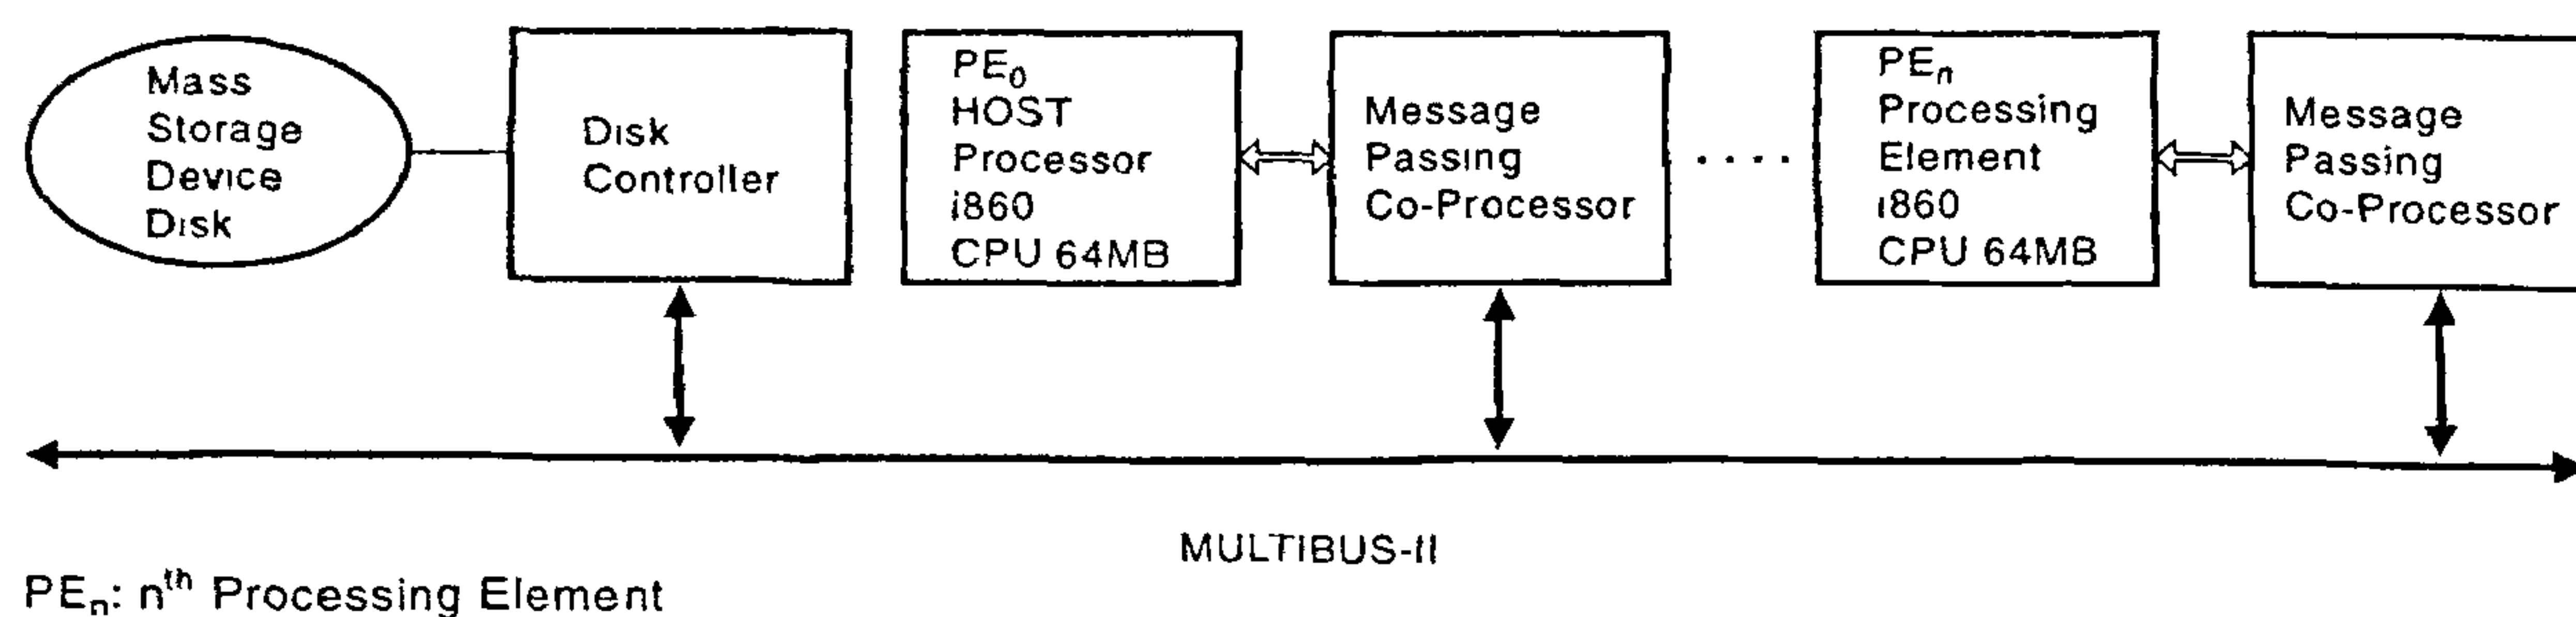 Mass
Storage
Device
Disk
Disk
Controller
PE₀
HOST
Processor
i860
CPU 64MB
Message
Passing
Co-Processor
. . . .
PEₙ
Processing
Element
i860
CPU 64MB
Message
Passing
Co-Processor
MULTIBUS-II
PEₙ: nᵗʰ Processing Element